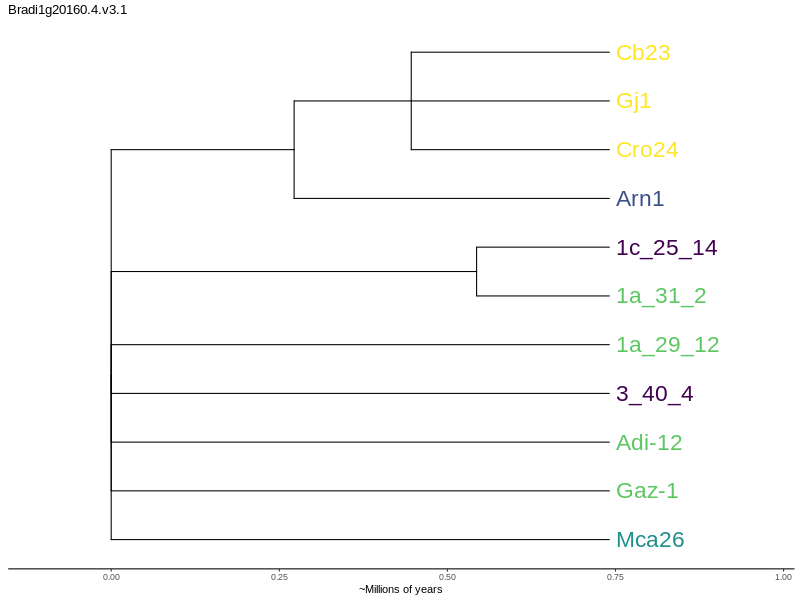 Bradi1g20160.4.v3.1
Cb23
Gj1
Cro24
Arn1
1c_25_14
1a_31_2
1a_29_12
3_40_4
Adi-12
Gaz-1
Mca26
0.00 0.25 0.50 0.75 1.00
~Millions of years